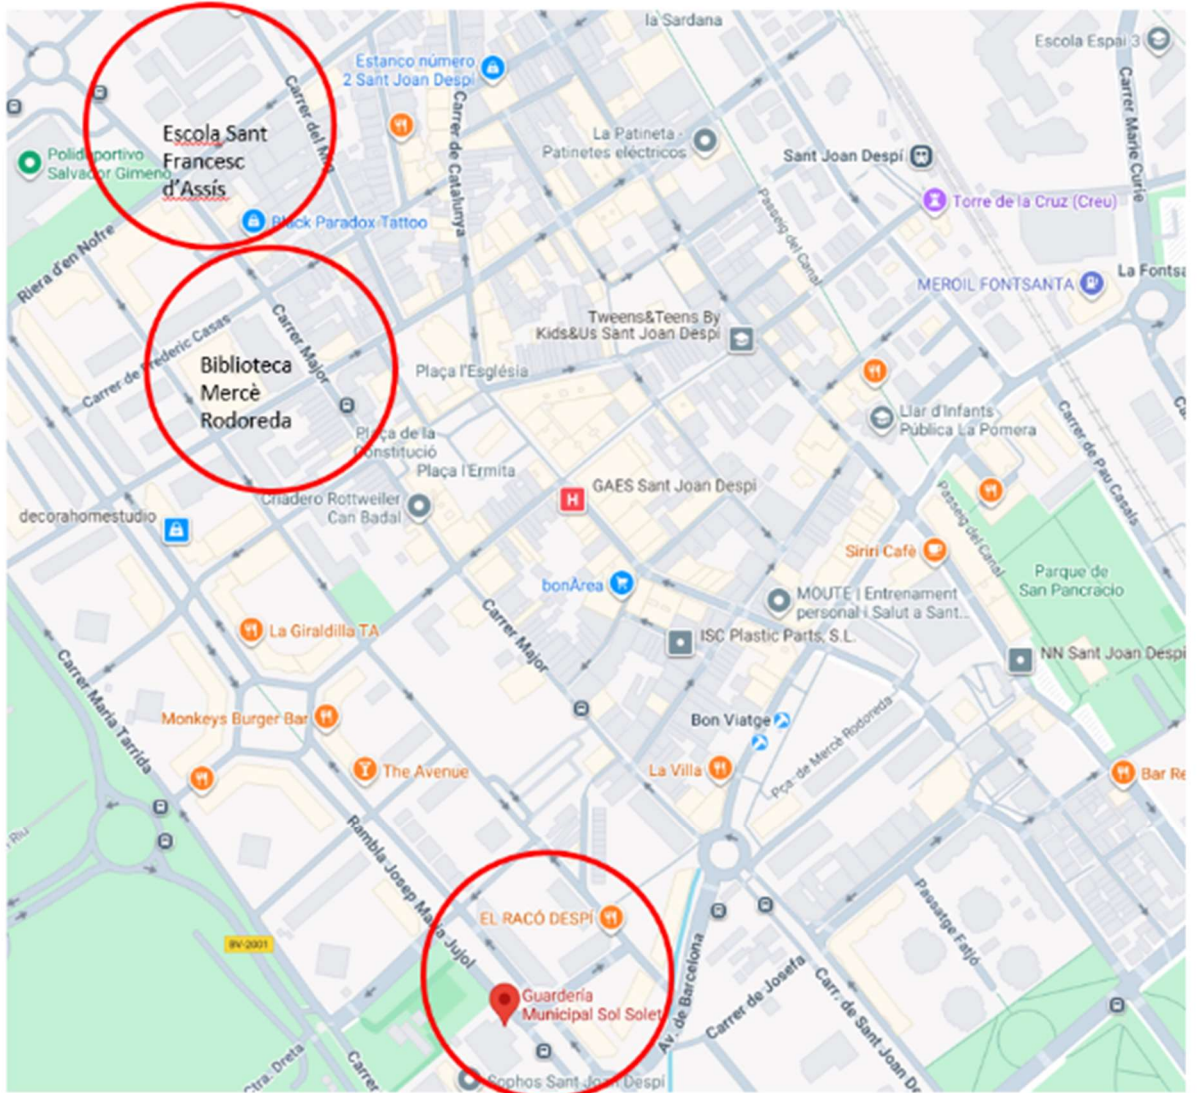 la Sardana
Escola Espai 3
Estanco número
2 Sant Joan Despí
Carrer del Mig
Carrer de Catalunya
Carrer Marie Curie
Escola Sant
Francesc
d'Assís
La Patineta -
Patinetes eléctricos
Sant Joan Despí
Polideportivo
Salvador Gimeno
Torre de la Cruz (Creu)
Black Paradox Tattoo
Passeig del Canal
Riera d'en Nofre
La Fontsa
MEROIL FONTSANTA
Tweens&Teens By
Kids&Us Sant Joan Despí
Carrer de Frederic Casas
Carrer Major
Biblioteca
Mercè
Rodoreda
Plaça l'Església
Llar d'Infants
Pública La Pomera
Carrer de Pau Casals
Plaça de la
Constitució
Plaça l'Ermita
GAES Sant Joan Despí
Criadero Rottweiler
Can Badal
decorahomestudio
Passeig del Canal
Siriri Cafè
bonÀrea
Parque de
San Pancracio
MOUTE | Entrenament
personal i Salut a Sant...
Carrer Major
La Giraldilla TA
ISC Plastic Parts, S.L.
NN Sant Joan Despí
Carrer Maria Tarrida
Monkeys Burger Bar
Bon Viatge
Pça. de Mercè Rodoreda
The Avenue
La Villa
Bar Re
Riu
Rambla Josep Maria Jujol
EL RACÓ DESPÍ
Passatge Fatjó
BV-2001
Guardería
Municipal Sol Solet
Av. de Barcelona
Carrer de Josefa
Carr. de Sant Joan De
Ctra. Dreta
Carrer
Sophos Sant Joan Despí